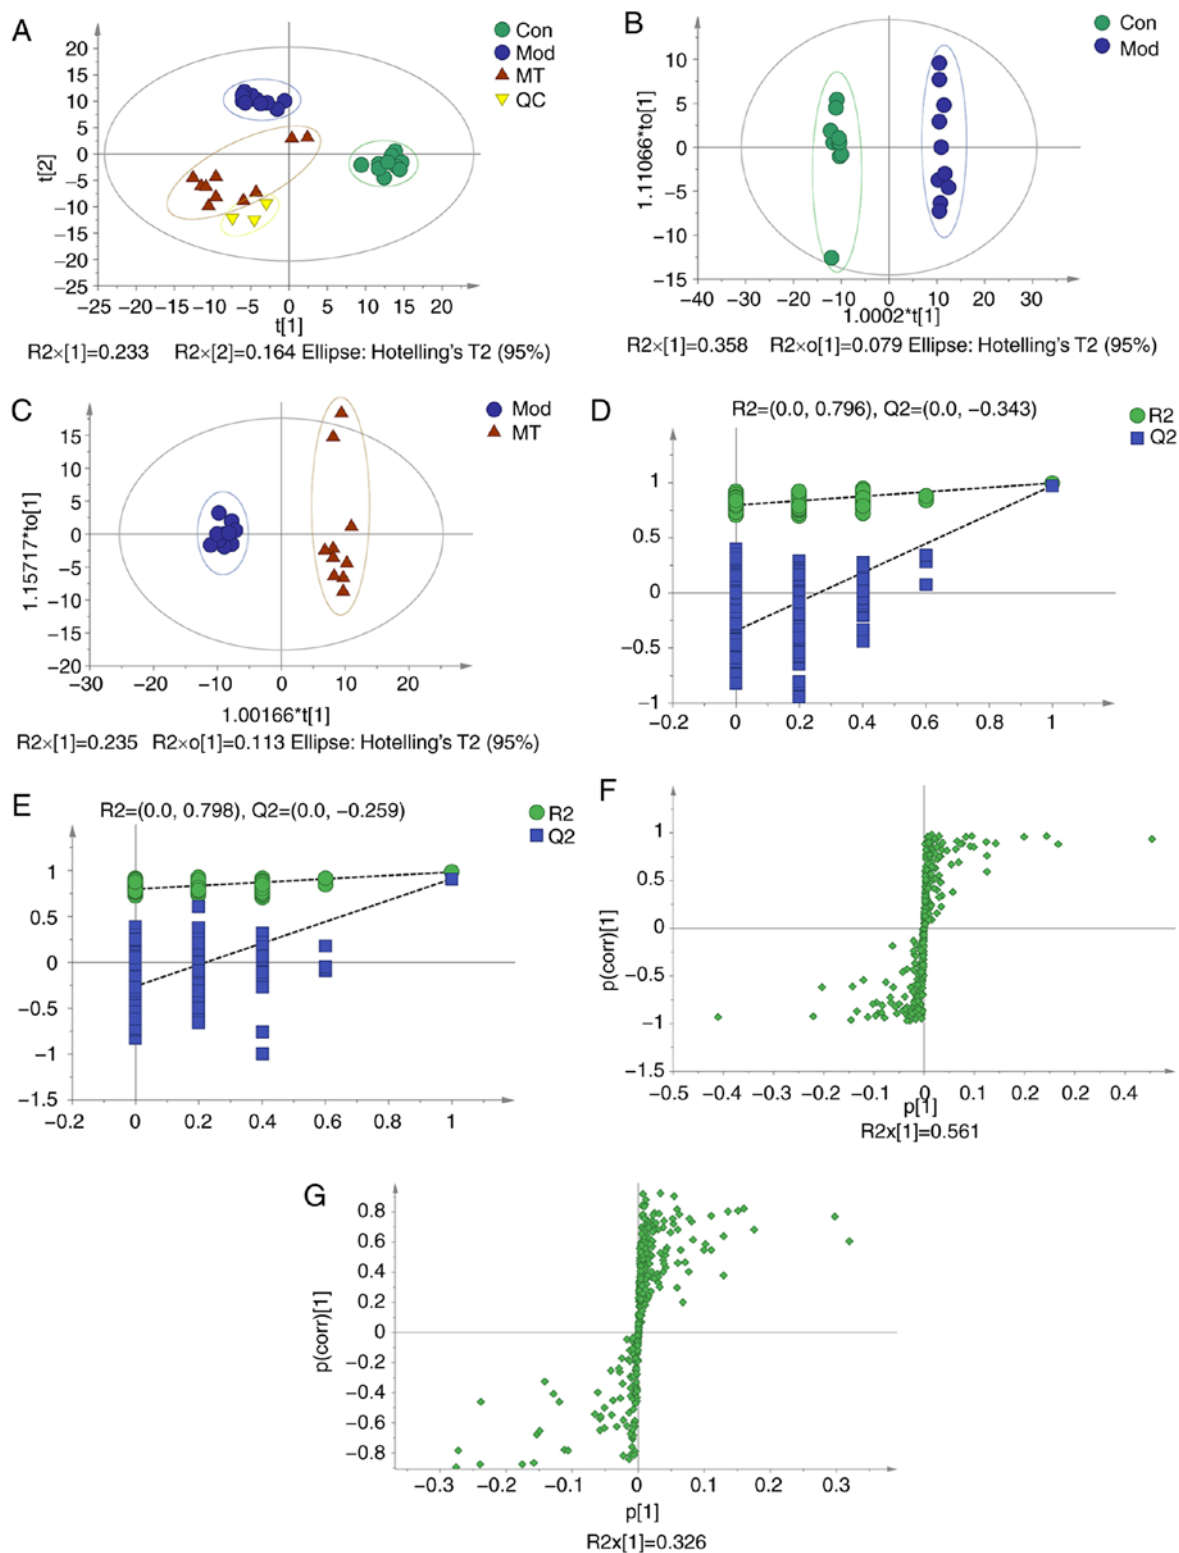 A
Con
Mod
MT
QC
20
15
10
5
0
−5
−10
−15
−20
−25
t[2]
−25 −20 −15 −10 −5 0 5 10 15 20
t[1]
R2×[1]=0.233 R2×[2]=0.164 Ellipse: Hotelling's T2 (95%)
B
Con
Mod
10
5
0
−5
−10
−15
1.11066*to[1]
−40 −30 −20 −10 0 10 20 30
1.0002*t[1]
R2×[1]=0.358 R2×o[1]=0.079 Ellipse: Hotelling's T2 (95%)
C
Mod
MT
15
10
5
0
−5
−10
−15
−20
1.15717*to[1]
−30 −20 −10 0 10 20
1.00166*t[1]
R2×[1]=0.235 R2×o[1]=0.113 Ellipse: Hotelling's T2 (95%)
D
R2=(0.0, 0.796), Q2=(0.0, −0.343)
R2
Q2
1
0.5
0
−0.5
−1
−0.2 0 0.2 0.4 0.6 1
E
R2=(0.0, 0.798), Q2=(0.0, −0.259)
R2
Q2
1
0.5
0
−0.5
−1
−1.5
−0.2 0 0.2 0.4 0.6 1
F
1
0.5
0
−0.5
−1
−1.5
p(corr)[1]
−0.5 −0.4 −0.2 −0.2 −0.1 0 0.1 0.2 0.2 0.4
p[1]
R2x[1]=0.561
G
0.8
0.6
0.4
0.2
0
−0.2
−0.4
−0.6
−0.8
p(corr)[1]
−0.3 −0.2 −0.1 0 0.1 0.2 0.3
p[1]
R2x[1]=0.326